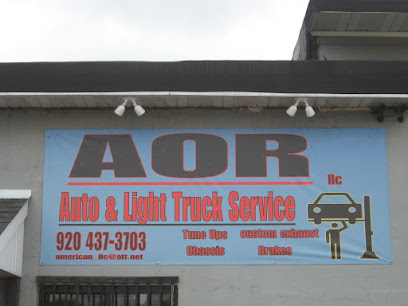 AOR
llc
Auto & Light Truck Service
920 437-3703
american_llc@att.net
Tune Ups custom exhaust
Chassis Brakes